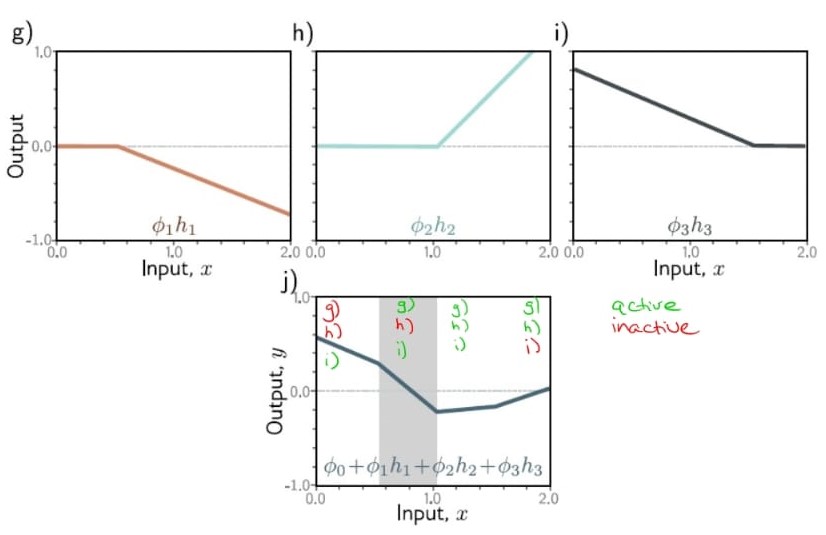 g)
h)
i)
1.0
0.0
-1.0
Output
ϕ₁h₁
ϕ₂h₂
ϕ₃h₃
0.0 1.0 2.0
0.0 1.0 2.0
0.0 1.0 2.0
Input, x
Input, x
j)
1.0
0.0
-1.0
Output, y
g) g) g) g)
h) h) h) h)
i) i) i) i)
active
inactive
ϕ₀+ϕ₁h₁+ϕ₂h₂+ϕ₃h₃
0.0 1.0 2.0
Input, x